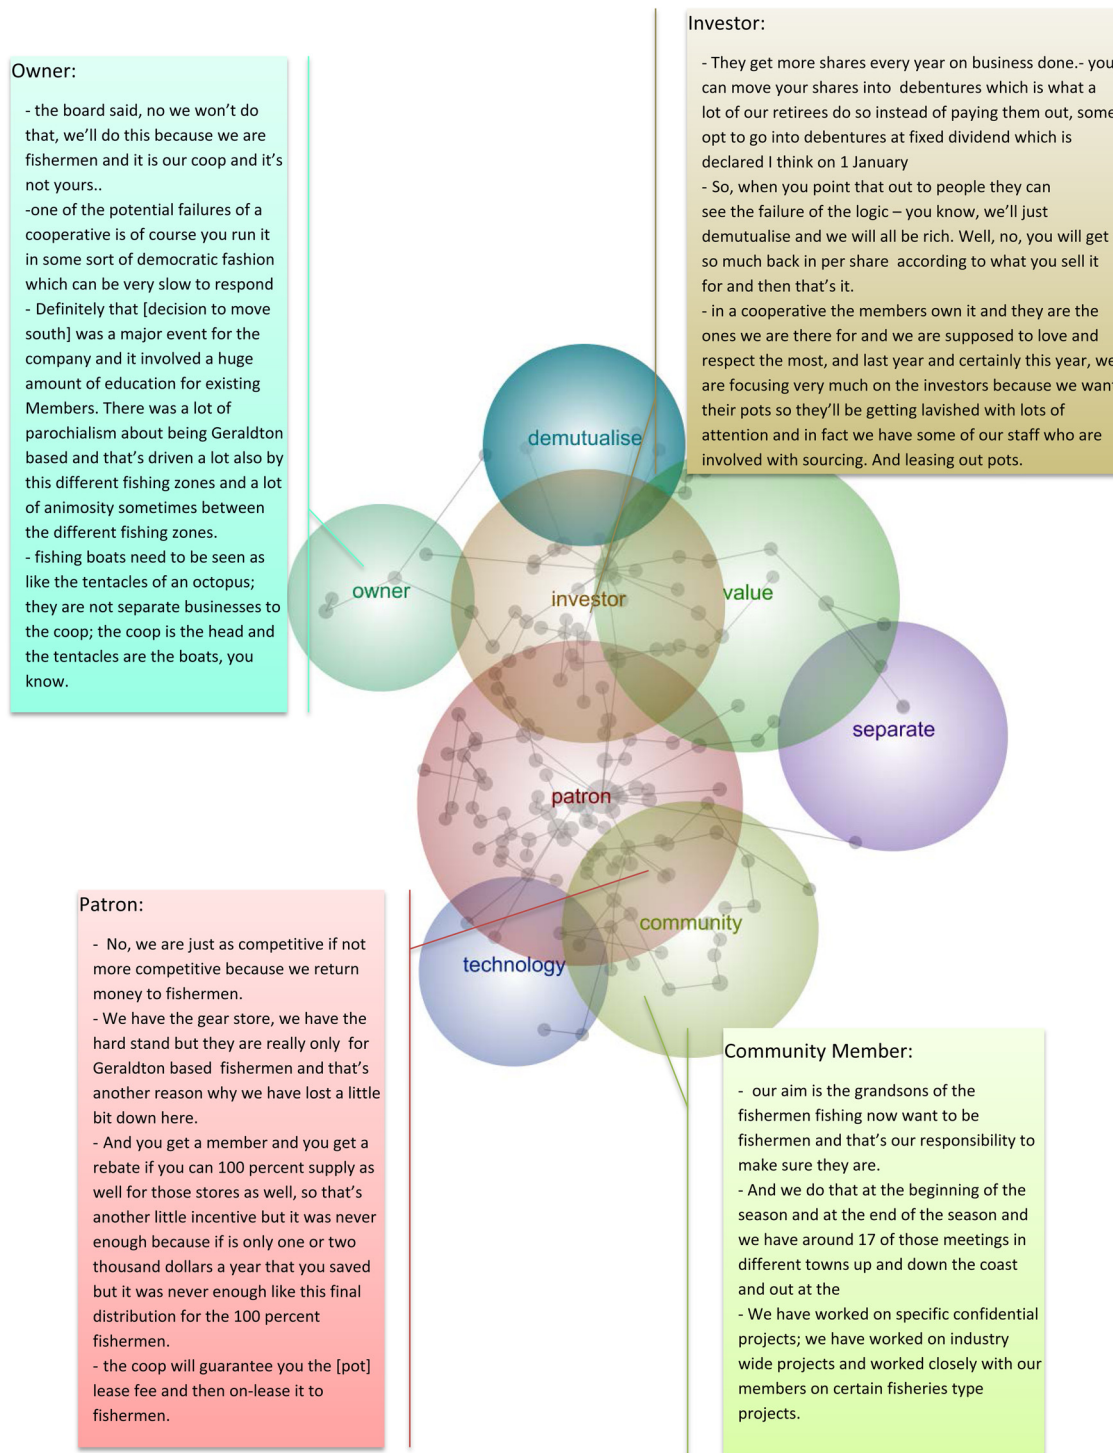 Owner:
- the board said, no we won't do
that, we'll do this because we are
fishermen and it is our coop and it's
not yours..
-one of the potential failures of a
cooperative is of course you run it
in some sort of democratic fashion
which can be very slow to respond
- Definitely that [decision to move
south] was a major event for the
company and it involved a huge
amount of education for existing
Members. There was a lot of
parochialism about being Geraldton
based and that's driven a lot also by
this different fishing zones and a lot
of animosity sometimes between
the different fishing zones.
- fishing boats need to be seen as
like the tentacles of an octopus;
they are not separate businesses to
the coop; the coop is the head and
the tentacles are the boats, you
know.
Investor:
- They get more shares every year on business done.- you
can move your shares into  debentures which is what a
lot of our retirees do so instead of paying them out, some
opt to go into debentures at fixed dividend which is
declared I think on 1 January
- So, when you point that out to people they can
see the failure of the logic – you know, we'll just
demutualise and we will all be rich. Well, no, you will get
so much back in per share  according to what you sell it
for and then that's it.
- in a cooperative the members own it and they are the
ones we are there for and we are supposed to love and
respect the most, and last year and certainly this year, we
are focusing very much on the investors because we want
their pots so they'll be getting lavished with lots of
attention and in fact we have some of our staff who are
involved with sourcing. And leasing out pots.
demutualise
owner
investor
value
separate
patron
community
technology
Patron:
-  No, we are just as competitive if not
more competitive because we return
money to fishermen.
- We have the gear store, we have the
hard stand but they are really only  for
Geraldton based  fishermen and that's
another reason why we have lost a little
bit down here.
- And you get a member and you get a
rebate if you can 100 percent supply as
well for those stores as well, so that's
another little incentive but it was never
enough because if is only one or two
thousand dollars a year that you saved
but it was never enough like this final
distribution for the 100 percent
fishermen.
- the coop will guarantee you the [pot]
lease fee and then on-lease it to
fishermen.
Community Member:
-  our aim is the grandsons of the
fishermen fishing now want to be
fishermen and that's our responsibility to
make sure they are.
- And we do that at the beginning of the
season and at the end of the season and
we have around 17 of those meetings in
different towns up and down the coast
and out at the
- We have worked on specific confidential
projects; we have worked on industry
wide projects and worked closely with our
members on certain fisheries type
projects.